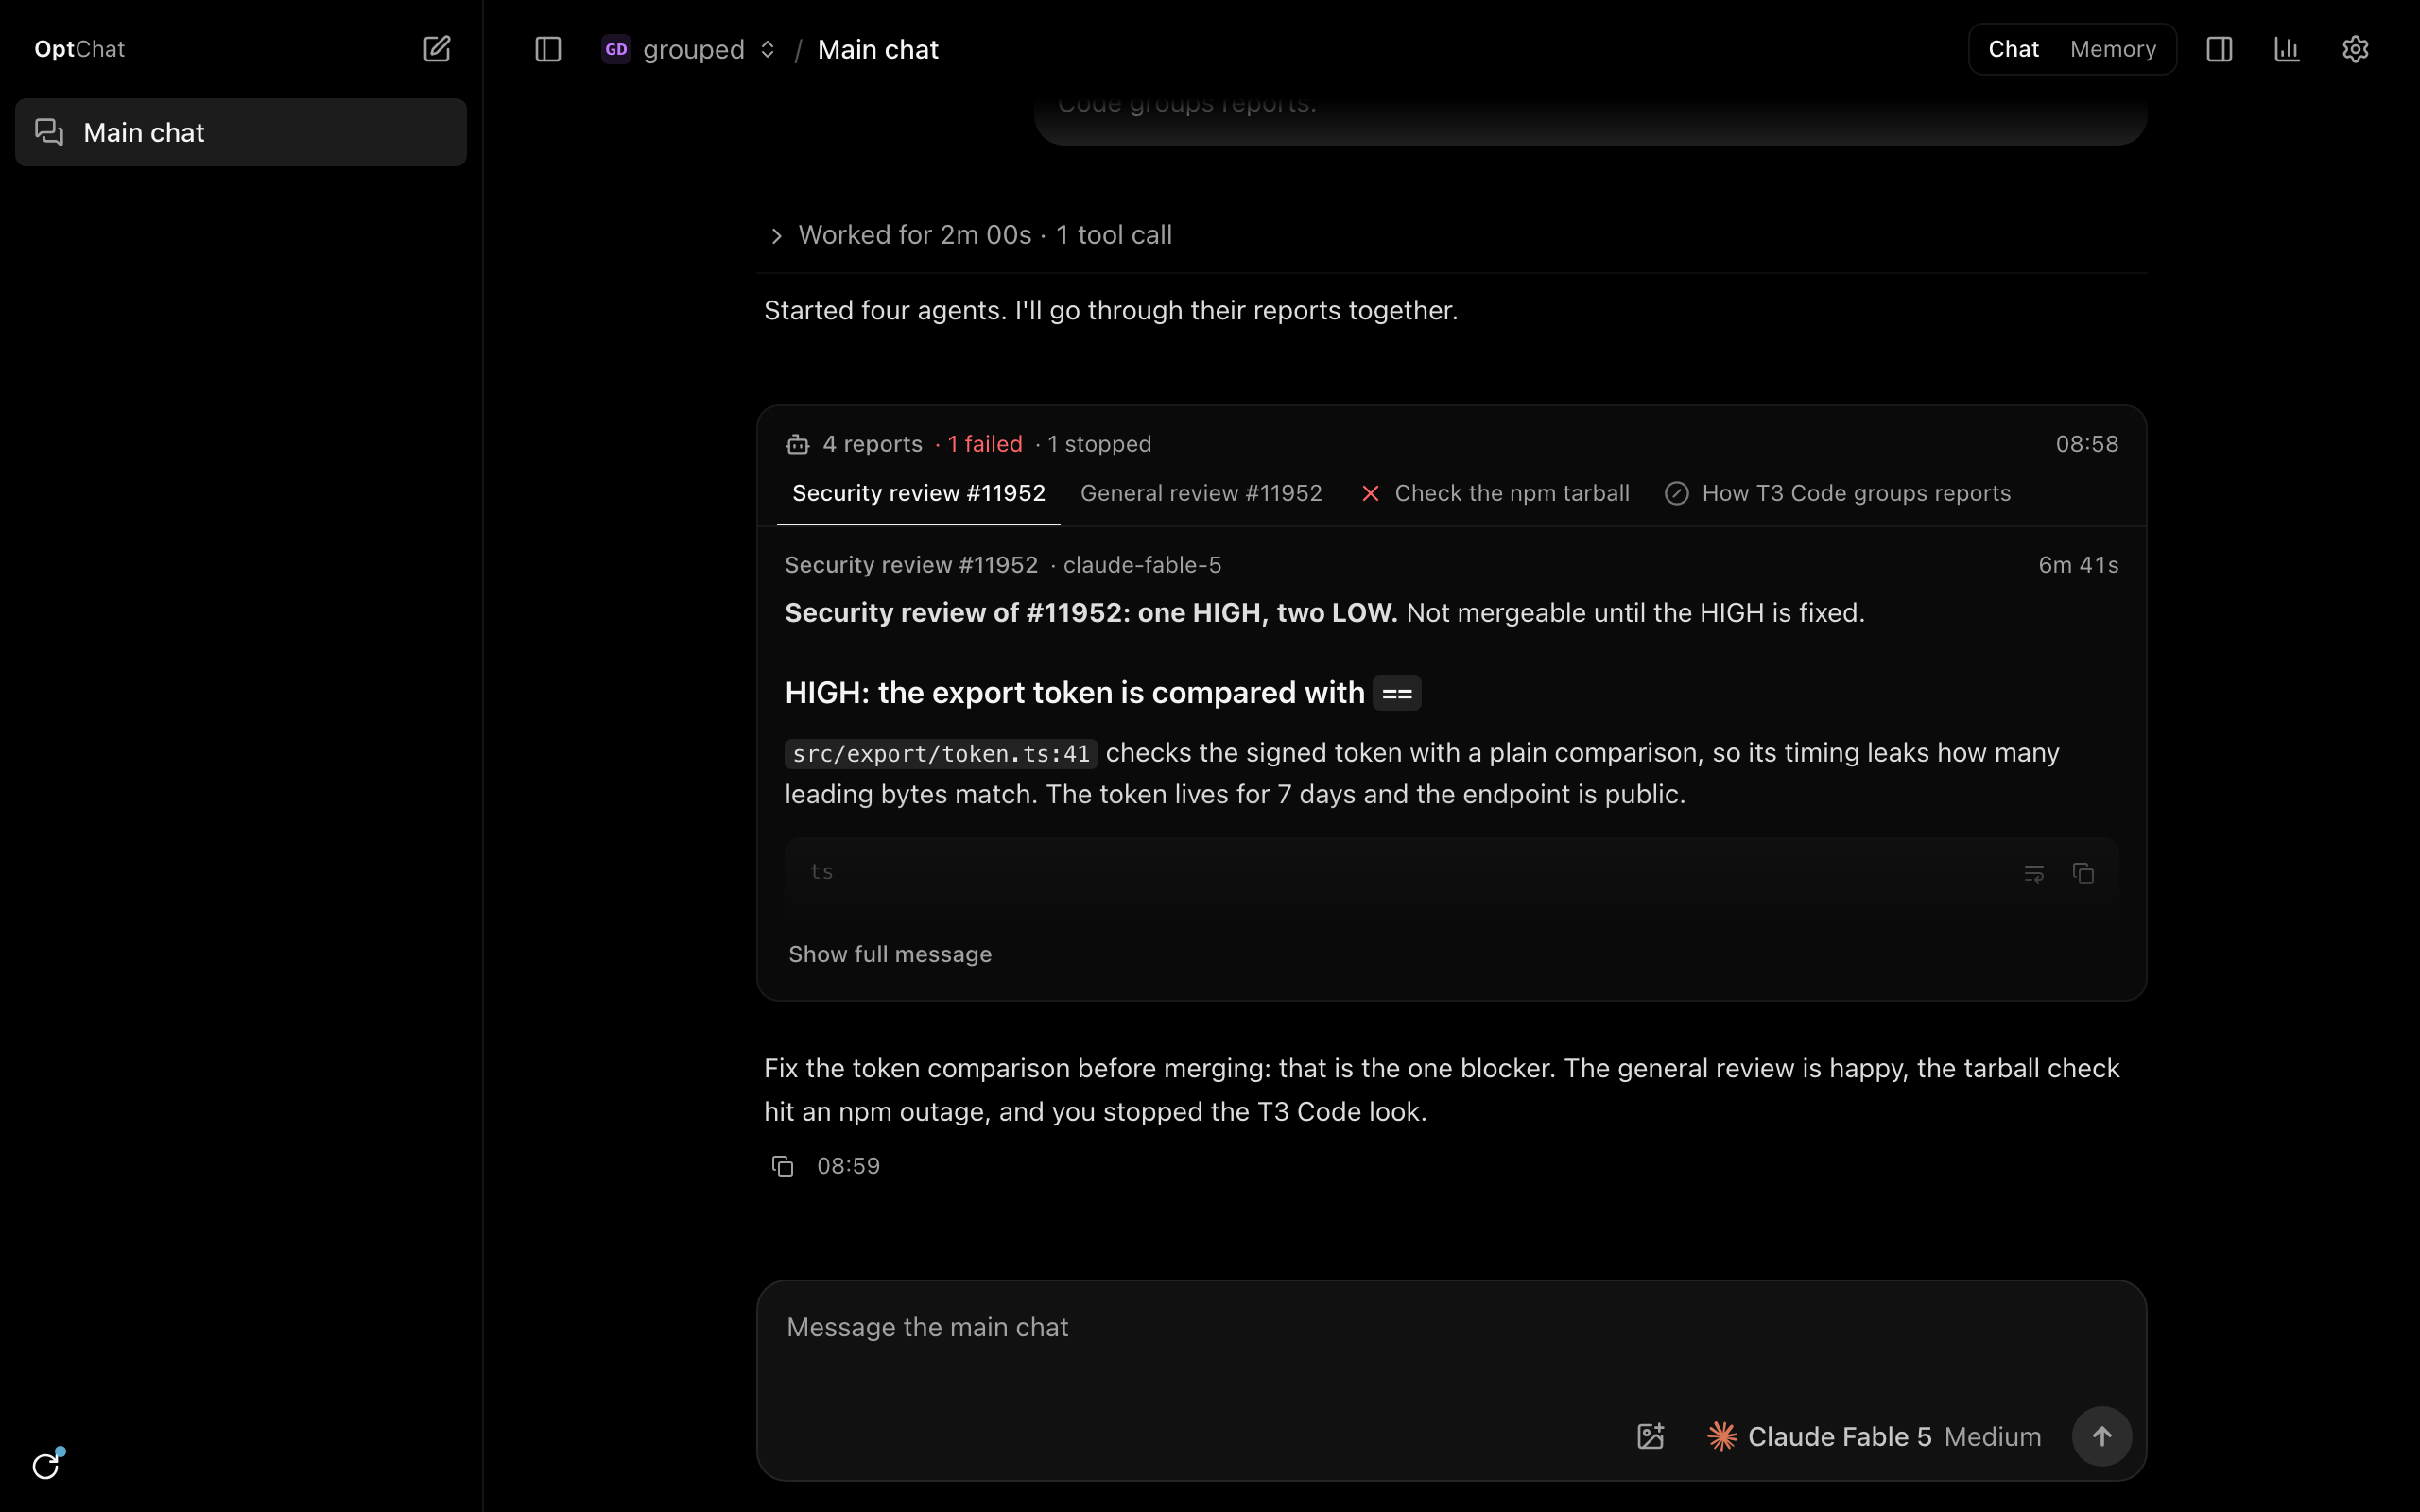 OptChat
GD grouped / Main chat
Chat Memory
Main chat
Code groups reports.
Worked for 2m 00s · 1 tool call
Started four agents. I'll go through their reports together.
4 reports · 1 failed · 1 stopped 08:58
Security review #11952 General review #11952 Check the npm tarball How T3 Code groups reports
Security review #11952 · claude-fable-5 6m 41s
Security review of #11952: one HIGH, two LOW. Not mergeable until the HIGH is fixed.
HIGH: the export token is compared with ==
src/export/token.ts:41 checks the signed token with a plain comparison, so its timing leaks how many
leading bytes match. The token lives for 7 days and the endpoint is public.
ts
Show full message
Fix the token comparison before merging: that is the one blocker. The general review is happy, the tarball check
hit an npm outage, and you stopped the T3 Code look.
08:59
Message the main chat
Claude Fable 5 Medium